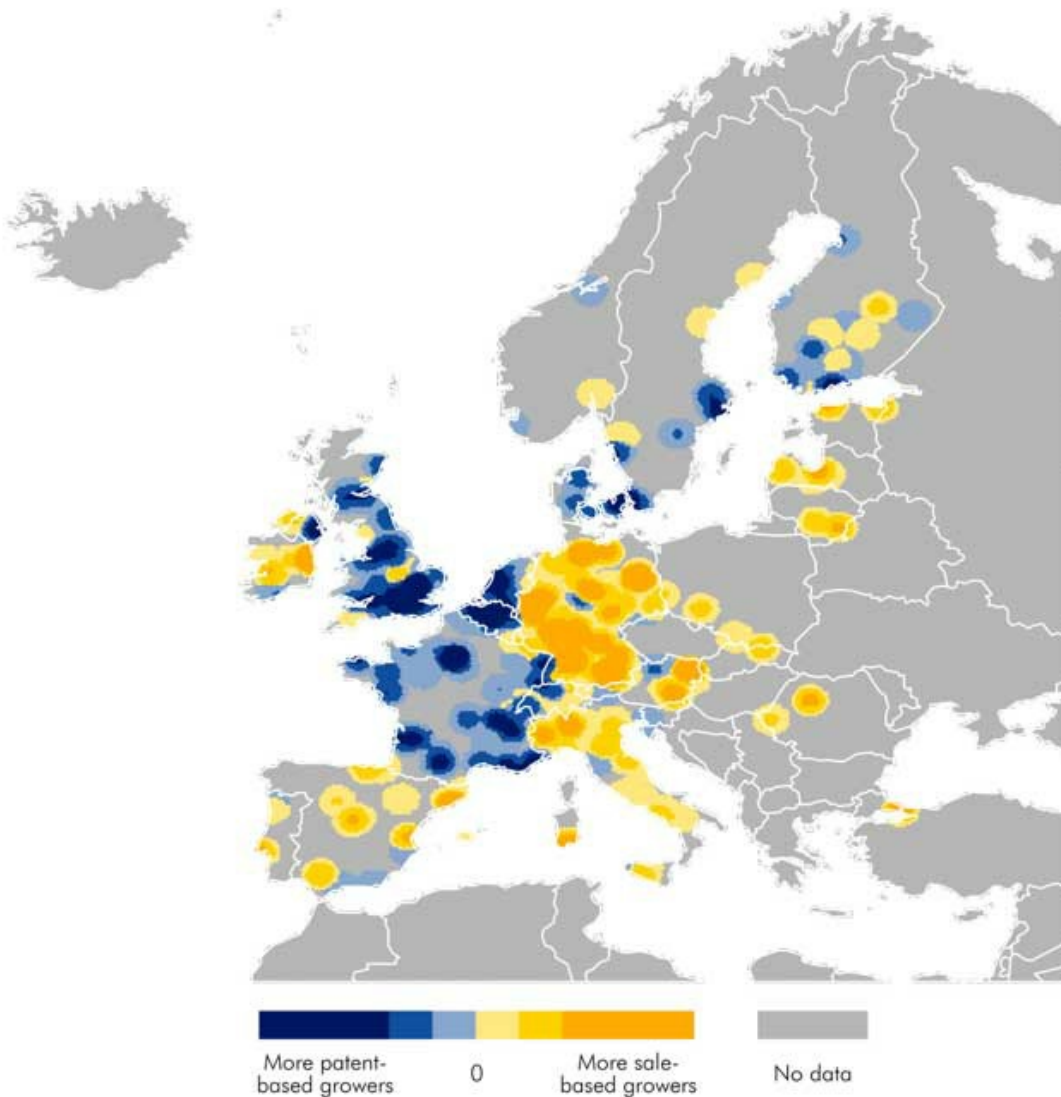 More patent-
based growers
0
More sale-
based growers
No data